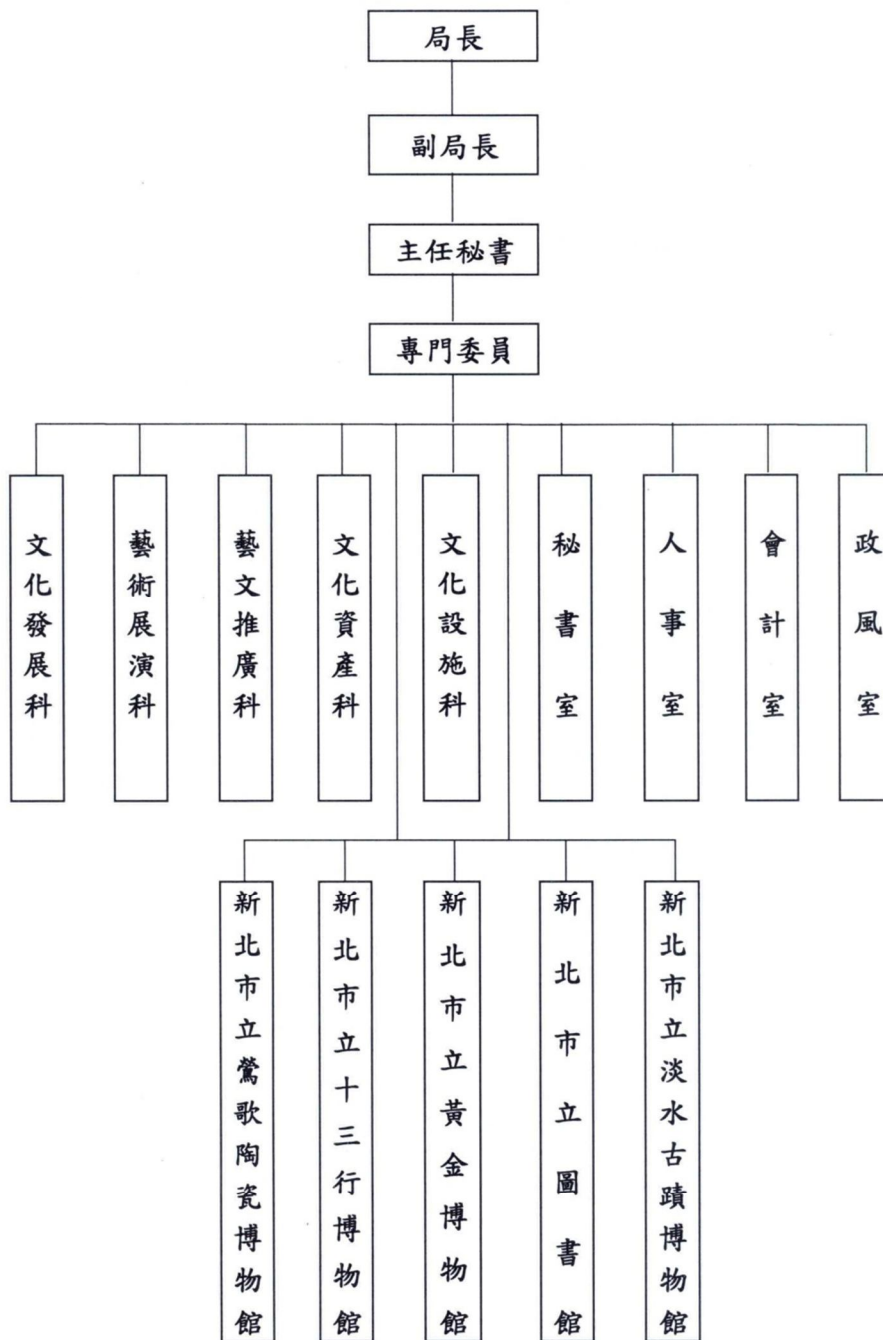 局長
副局長
主任秘書
專門委員
文化發展科
藝術展演科
藝文推廣科
文化資產科
文化設施科
秘書室
人事室
會計室
政風室
新北市立鶯歌陶瓷博物館
新北市立十三行博物館
新北市立黃金博物館
新北市立圖書館
新北市立淡水古蹟博物館